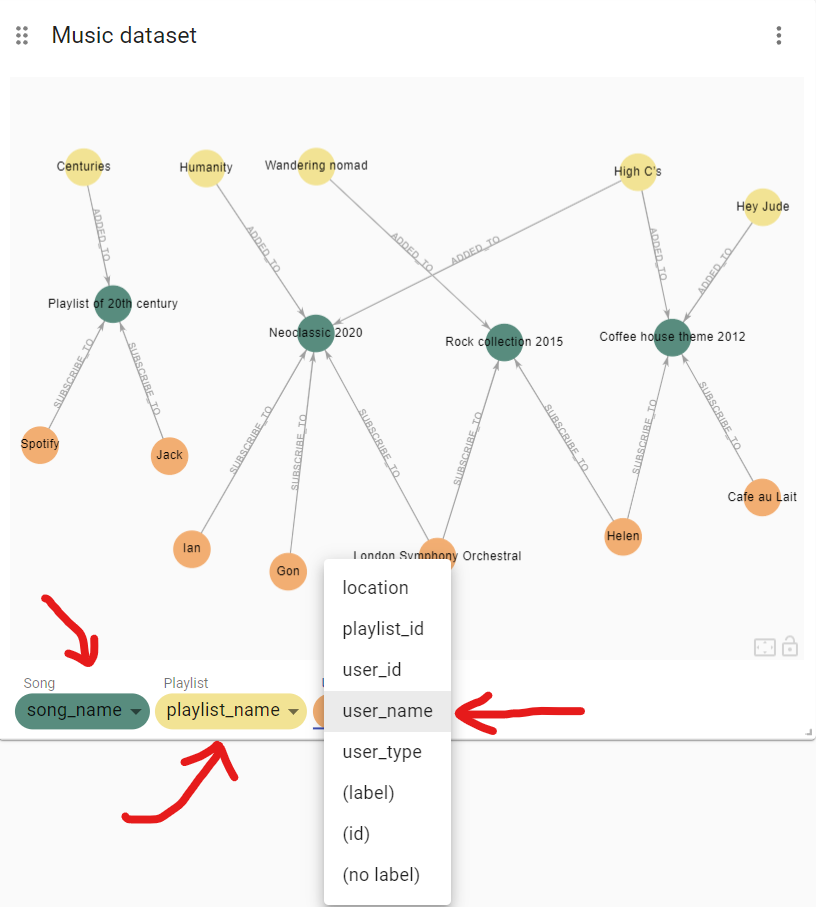 Music dataset
Centuries
Humanity
Wandering nomad
High C's
Hey Jude
ADDED_TO
ADDED_TO
ADDED_TO
ADDED_TO
ADDED_TO
ADDED_TO
Playlist of 20th century
Neoclassic 2020
Rock collection 2015
Coffee house theme 2012
SUBSCRIBE_TO
SUBSCRIBE_TO
SUBSCRIBE_TO
SUBSCRIBE_TO
SUBSCRIBE_TO
SUBSCRIBE_TO
SUBSCRIBE_TO
SUBSCRIBE_TO
SUBSCRIBE_TO
Spotify
Jack
Cafe au Lait
Ian
Gon
London Symphony Orchestral
Helen
location
playlist_id
user_id
user_name
user_type
(label)
(id)
(no label)
Song
Playlist
song_name
playlist_name